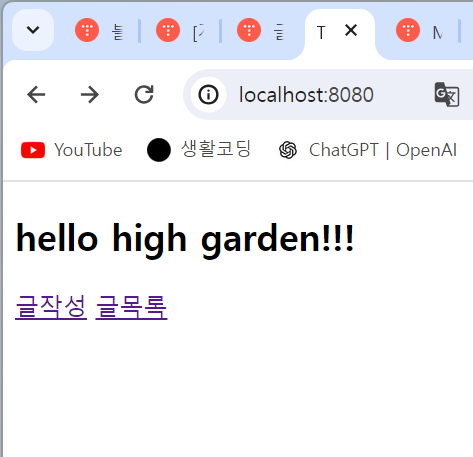 localhost:8080
YouTube 생활코딩 ChatGPT | OpenAI
hello high garden!!!
글작성 글목록